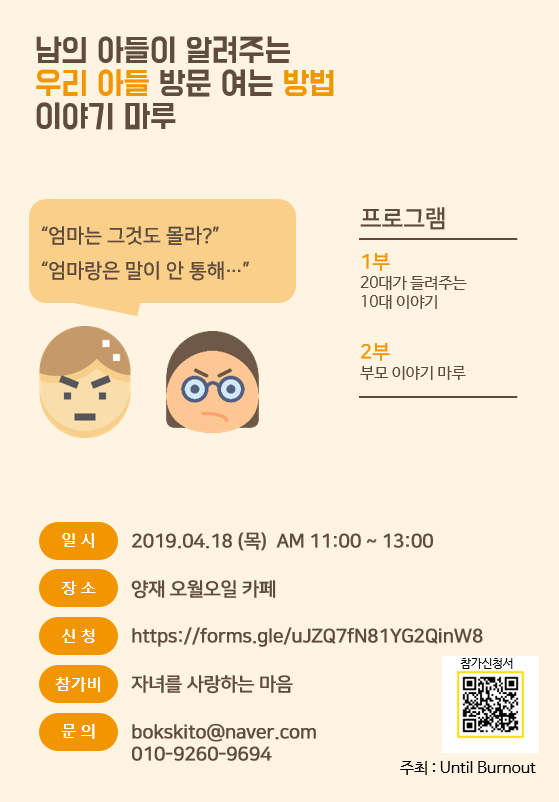 남의 아들이 알려주는
우리 아들 방문 여는 방법
이야기 마루
“엄마는 그것도 몰라?”
“엄마랑은 말이 안 통해…”
프로그램
1부
20대가 들려주는
10대 이야기
2부
부모 이야기 마루
일 시 2019.04.18 (목) AM 11:00 ~ 13:00
장 소 양재 오월오일 카페
신 청 https://forms.gle/uJZQ7fN81YG2QinW8
참가비 자녀를 사랑하는 마음
문 의 bokskito@naver.com
010-9260-9694
참가신청서
주최 : Until Burnout